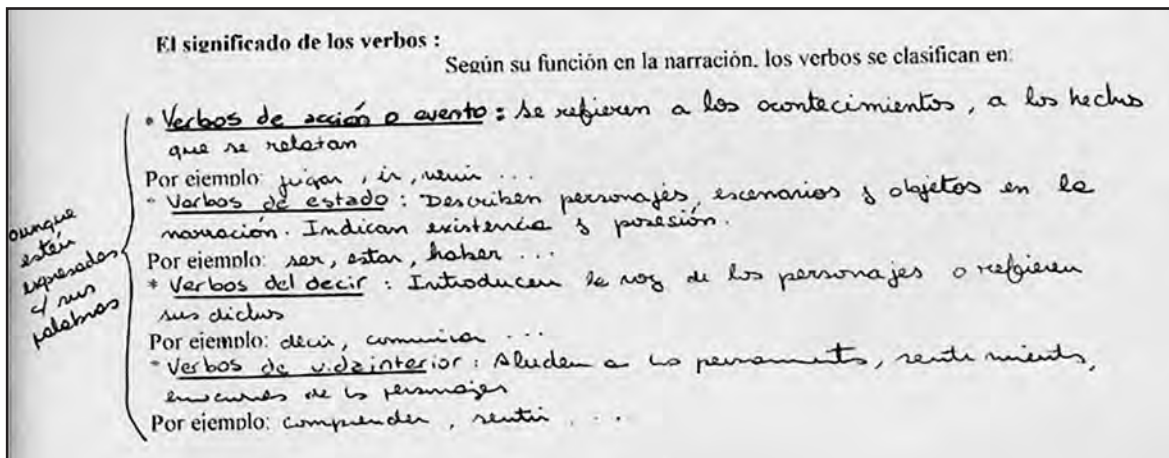 El significado de los verbos :
Según su función en la narración, los verbos se clasifican en:
* Verbos de acción o evento : se refieren a los acontecimientos, a los hechos
que se relatan
Por ejemplo: jugar, ir, venir ...
* Verbos de estado : Describen personajes, escenarios y objetos en la
narración. Indican existencia y posesión.
Por ejemplo: ser, estar, haber ...
* Verbos del decir : Introducen la voz de los personajes o refieren
sus dichos
Por ejemplo: decir, comunicar ...
* Verbos de vida interior : Aluden a los pensamientos, sentimientos,
emociones de los personajes
Por ejemplo: comprender, sentir ...
aunque
estén
expresados
c/ sus
palabras